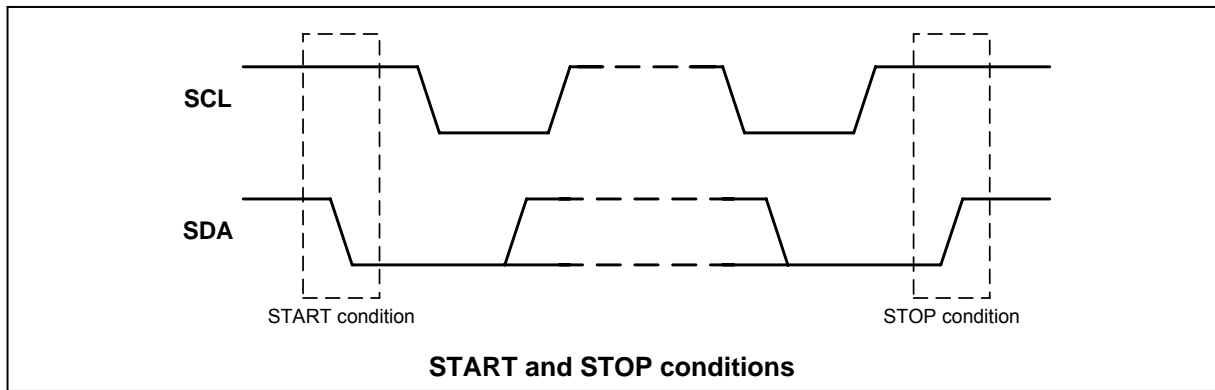 SCL
SDA
START condition
STOP condition
START and STOP conditions